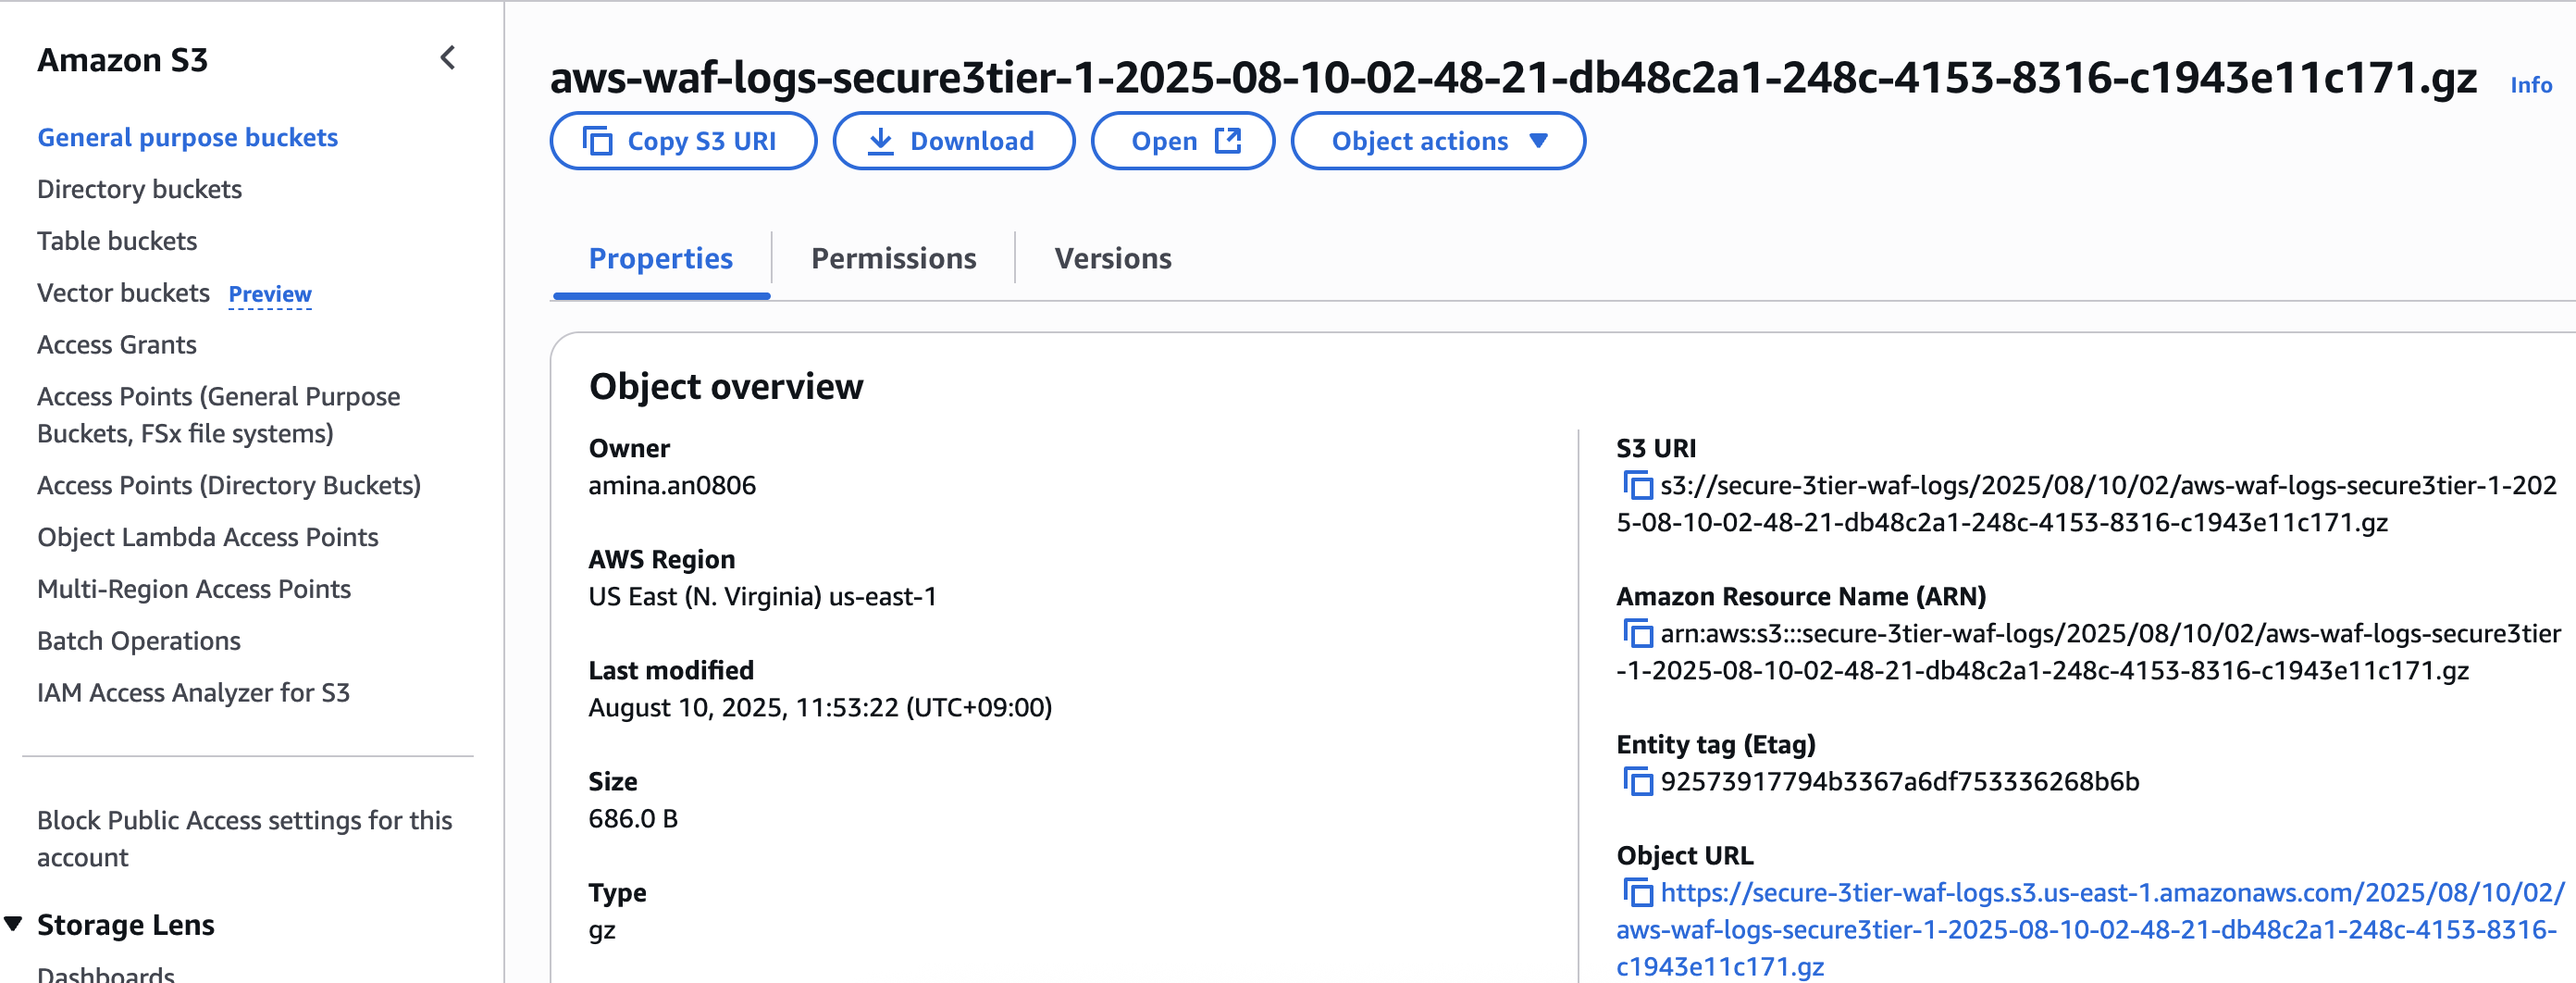 Amazon S3
General purpose buckets
Directory buckets
Table buckets
Vector buckets Preview
Access Grants
Access Points (General Purpose
Buckets, FSx file systems)
Access Points (Directory Buckets)
Object Lambda Access Points
Multi-Region Access Points
Batch Operations
IAM Access Analyzer for S3
Block Public Access settings for this
account
Storage Lens
Dashboards
aws-waf-logs-secure3tier-1-2025-08-10-02-48-21-db48c2a1-248c-4153-8316-c1943e11c171.gz Info
Copy S3 URI Download Open Object actions
Properties Permissions Versions
Object overview
Owner
amina.an0806
AWS Region
US East (N. Virginia) us-east-1
Last modified
August 10, 2025, 11:53:22 (UTC+09:00)
Size
686.0 B
Type
gz
S3 URI
s3://secure-3tier-waf-logs/2025/08/10/02/aws-waf-logs-secure3tier-1-202
5-08-10-02-48-21-db48c2a1-248c-4153-8316-c1943e11c171.gz
Amazon Resource Name (ARN)
arn:aws:s3:::secure-3tier-waf-logs/2025/08/10/02/aws-waf-logs-secure3tier
-1-2025-08-10-02-48-21-db48c2a1-248c-4153-8316-c1943e11c171.gz
Entity tag (Etag)
92573917794b3367a6df753336268b6b
Object URL
https://secure-3tier-waf-logs.s3.us-east-1.amazonaws.com/2025/08/10/02/
aws-waf-logs-secure3tier-1-2025-08-10-02-48-21-db48c2a1-248c-4153-8316-
c1943e11c171.gz